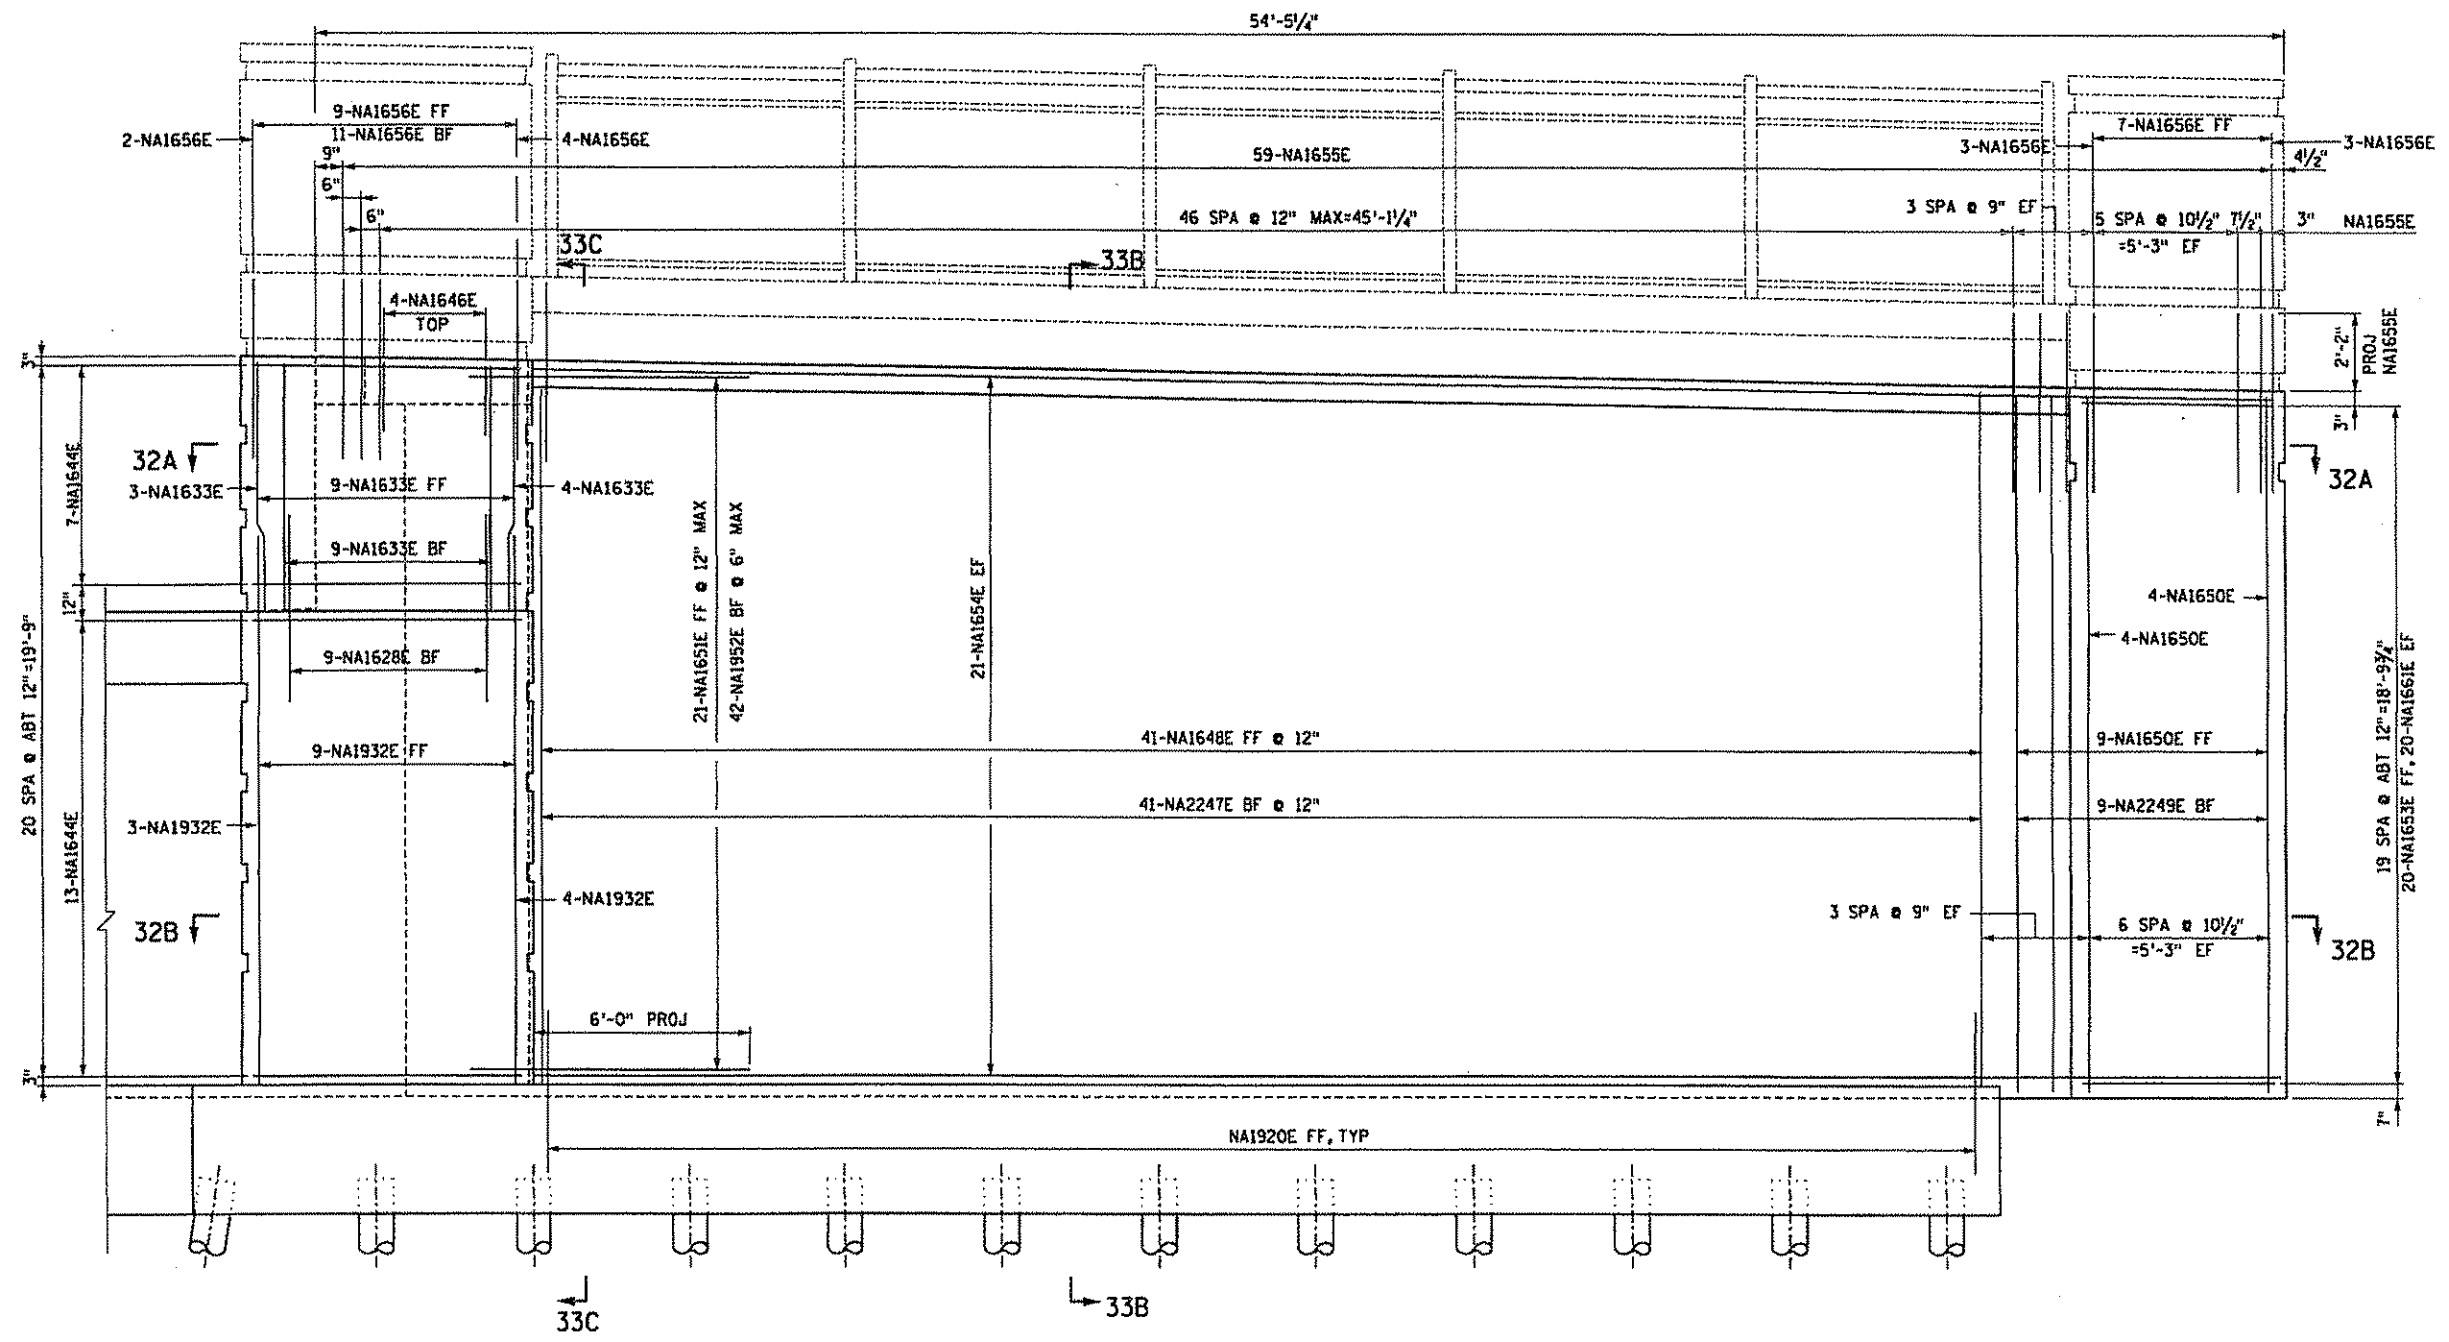 54'-5¼"
9-NA1656E FF
11-NA1656E BF
2-NA1656E
4-NA1656E
7-NA1656E FF
3-NA1656E
3-NA1656E
9"
59-NA1655E
4½"
6"
6"
46 SPA @ 12" MAX=45'-1¼"
3 SPA @ 9" EF
5 SPA @ 10½"
=5'-3" EF
7½"
3"
NA1655E
33C
33B
4-NA1646E
TOP
2'-2"
PROJ
NA1655E
3"
3"
32A
32A
3-NA1633E
9-NA1633E FF
4-NA1633E
7-NA1644E
9-NA1633E BF
21-NA1651E FF @ 12" MAX
42-NA1952E BF @ 6" MAX
21-NA1654E EF
4-NA1650E
12"
4-NA1650E
20 SPA @ ABT 12"=19'-9"
9-NA1628E BF
9-NA1932E FF
41-NA1648E FF @ 12"
9-NA1650E FF
19 SPA @ ABT 12"=18'-9¾"
20-NA1653E FF, 20-NA1661E EF
41-NA2247E BF @ 12"
9-NA2249E BF
3-NA1932E
13-NA1644E
4-NA1932E
3 SPA @ 9" EF
6 SPA @ 10½"
=5'-3" EF
32B
32B
6'-0" PROJ
3"
7"
NA1920E FF, TYP
33C
33B